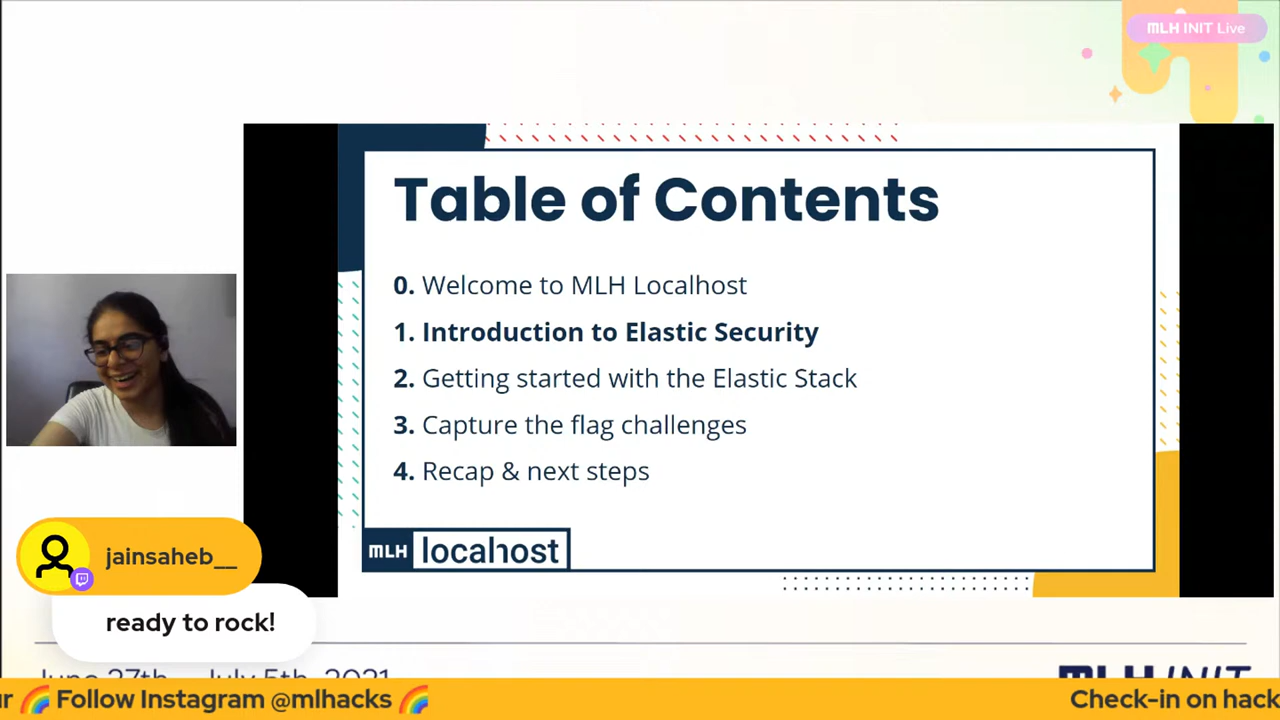 MLH INIT Live
Table of Contents
0. Welcome to MLH Localhost
1. Introduction to Elastic Security
2. Getting started with the Elastic Stack
3. Capture the flag challenges
4. Recap & next steps
MLH localhost
jainsaheb__
ready to rock!
June 27th - July 5th, 2021
MLH INIT
ur 🌈 Follow Instagram @mlhacks 🌈
Check-in on hack